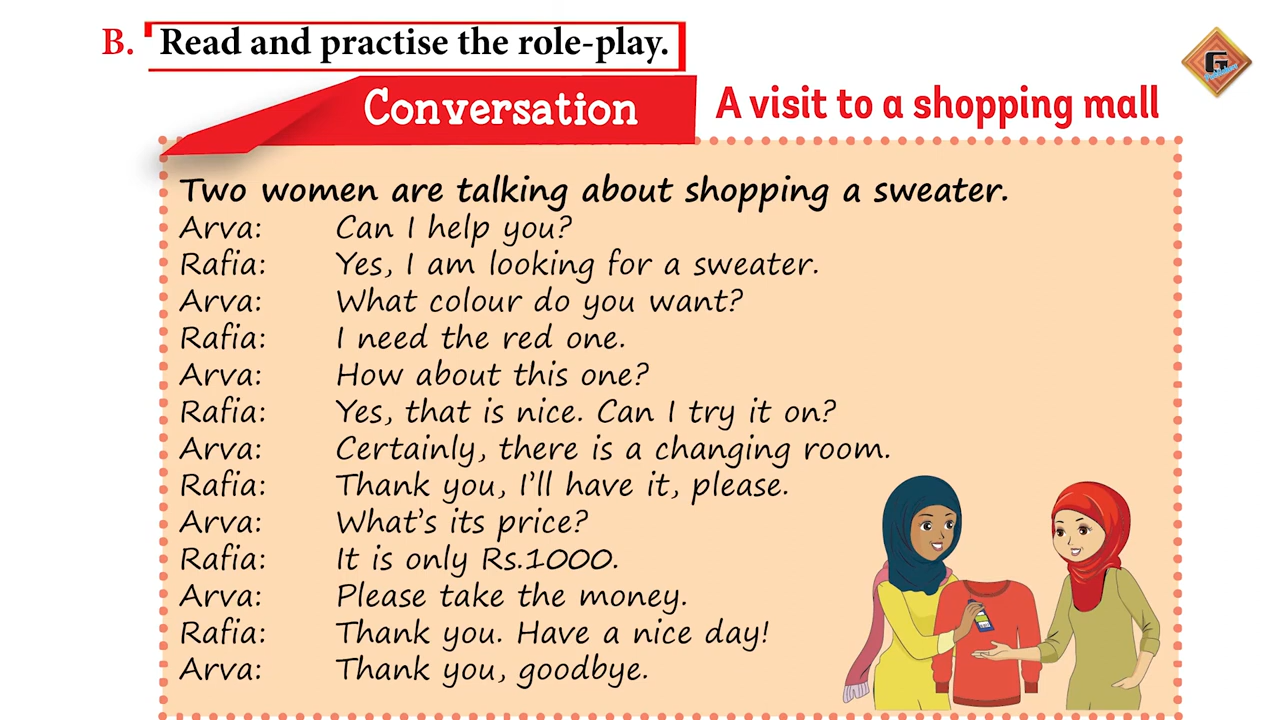 B. Read and practise the role-play.
Conversation
A visit to a shopping mall
Two women are talking about shopping a sweater.
Arva: Can I help you?
Rafia: Yes, I am looking for a sweater.
Arva: What colour do you want?
Rafia: I need the red one.
Arva: How about this one?
Rafia: Yes, that is nice. Can I try it on?
Arva: Certainly, there is a changing room.
Rafia: Thank you, I'll have it, please.
Arva: What's its price?
Rafia: It is only Rs.1000.
Arva: Please take the money.
Rafia: Thank you. Have a nice day!
Arva: Thank you, goodbye.
G